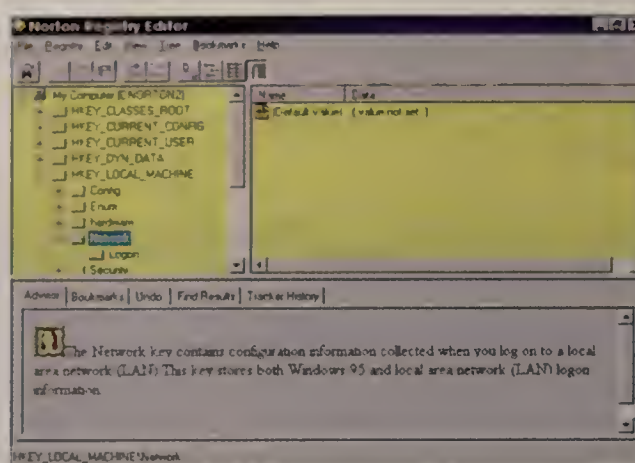 Norton Registry Editor
File Registry Edit View Tree Bookmarks Help
My Computer [ENORTON2]
HKEY_CLASSES_ROOT
HKEY_CURRENT_CONFIG
HKEY_CURRENT_USER
HKEY_DYN_DATA
HKEY_LOCAL_MACHINE
Config
Enum
hardware
Network
Logon
Security
Name Data
(Default value) (value not set)
Advisor Bookmarks Undo Find Results Tracker History
The Network key contains configuration information collected when you log on to a local
area network (LAN) This key stores both Windows 95 and local area network (LAN) logon
information
HKEY_LOCAL_MACHINE\Network